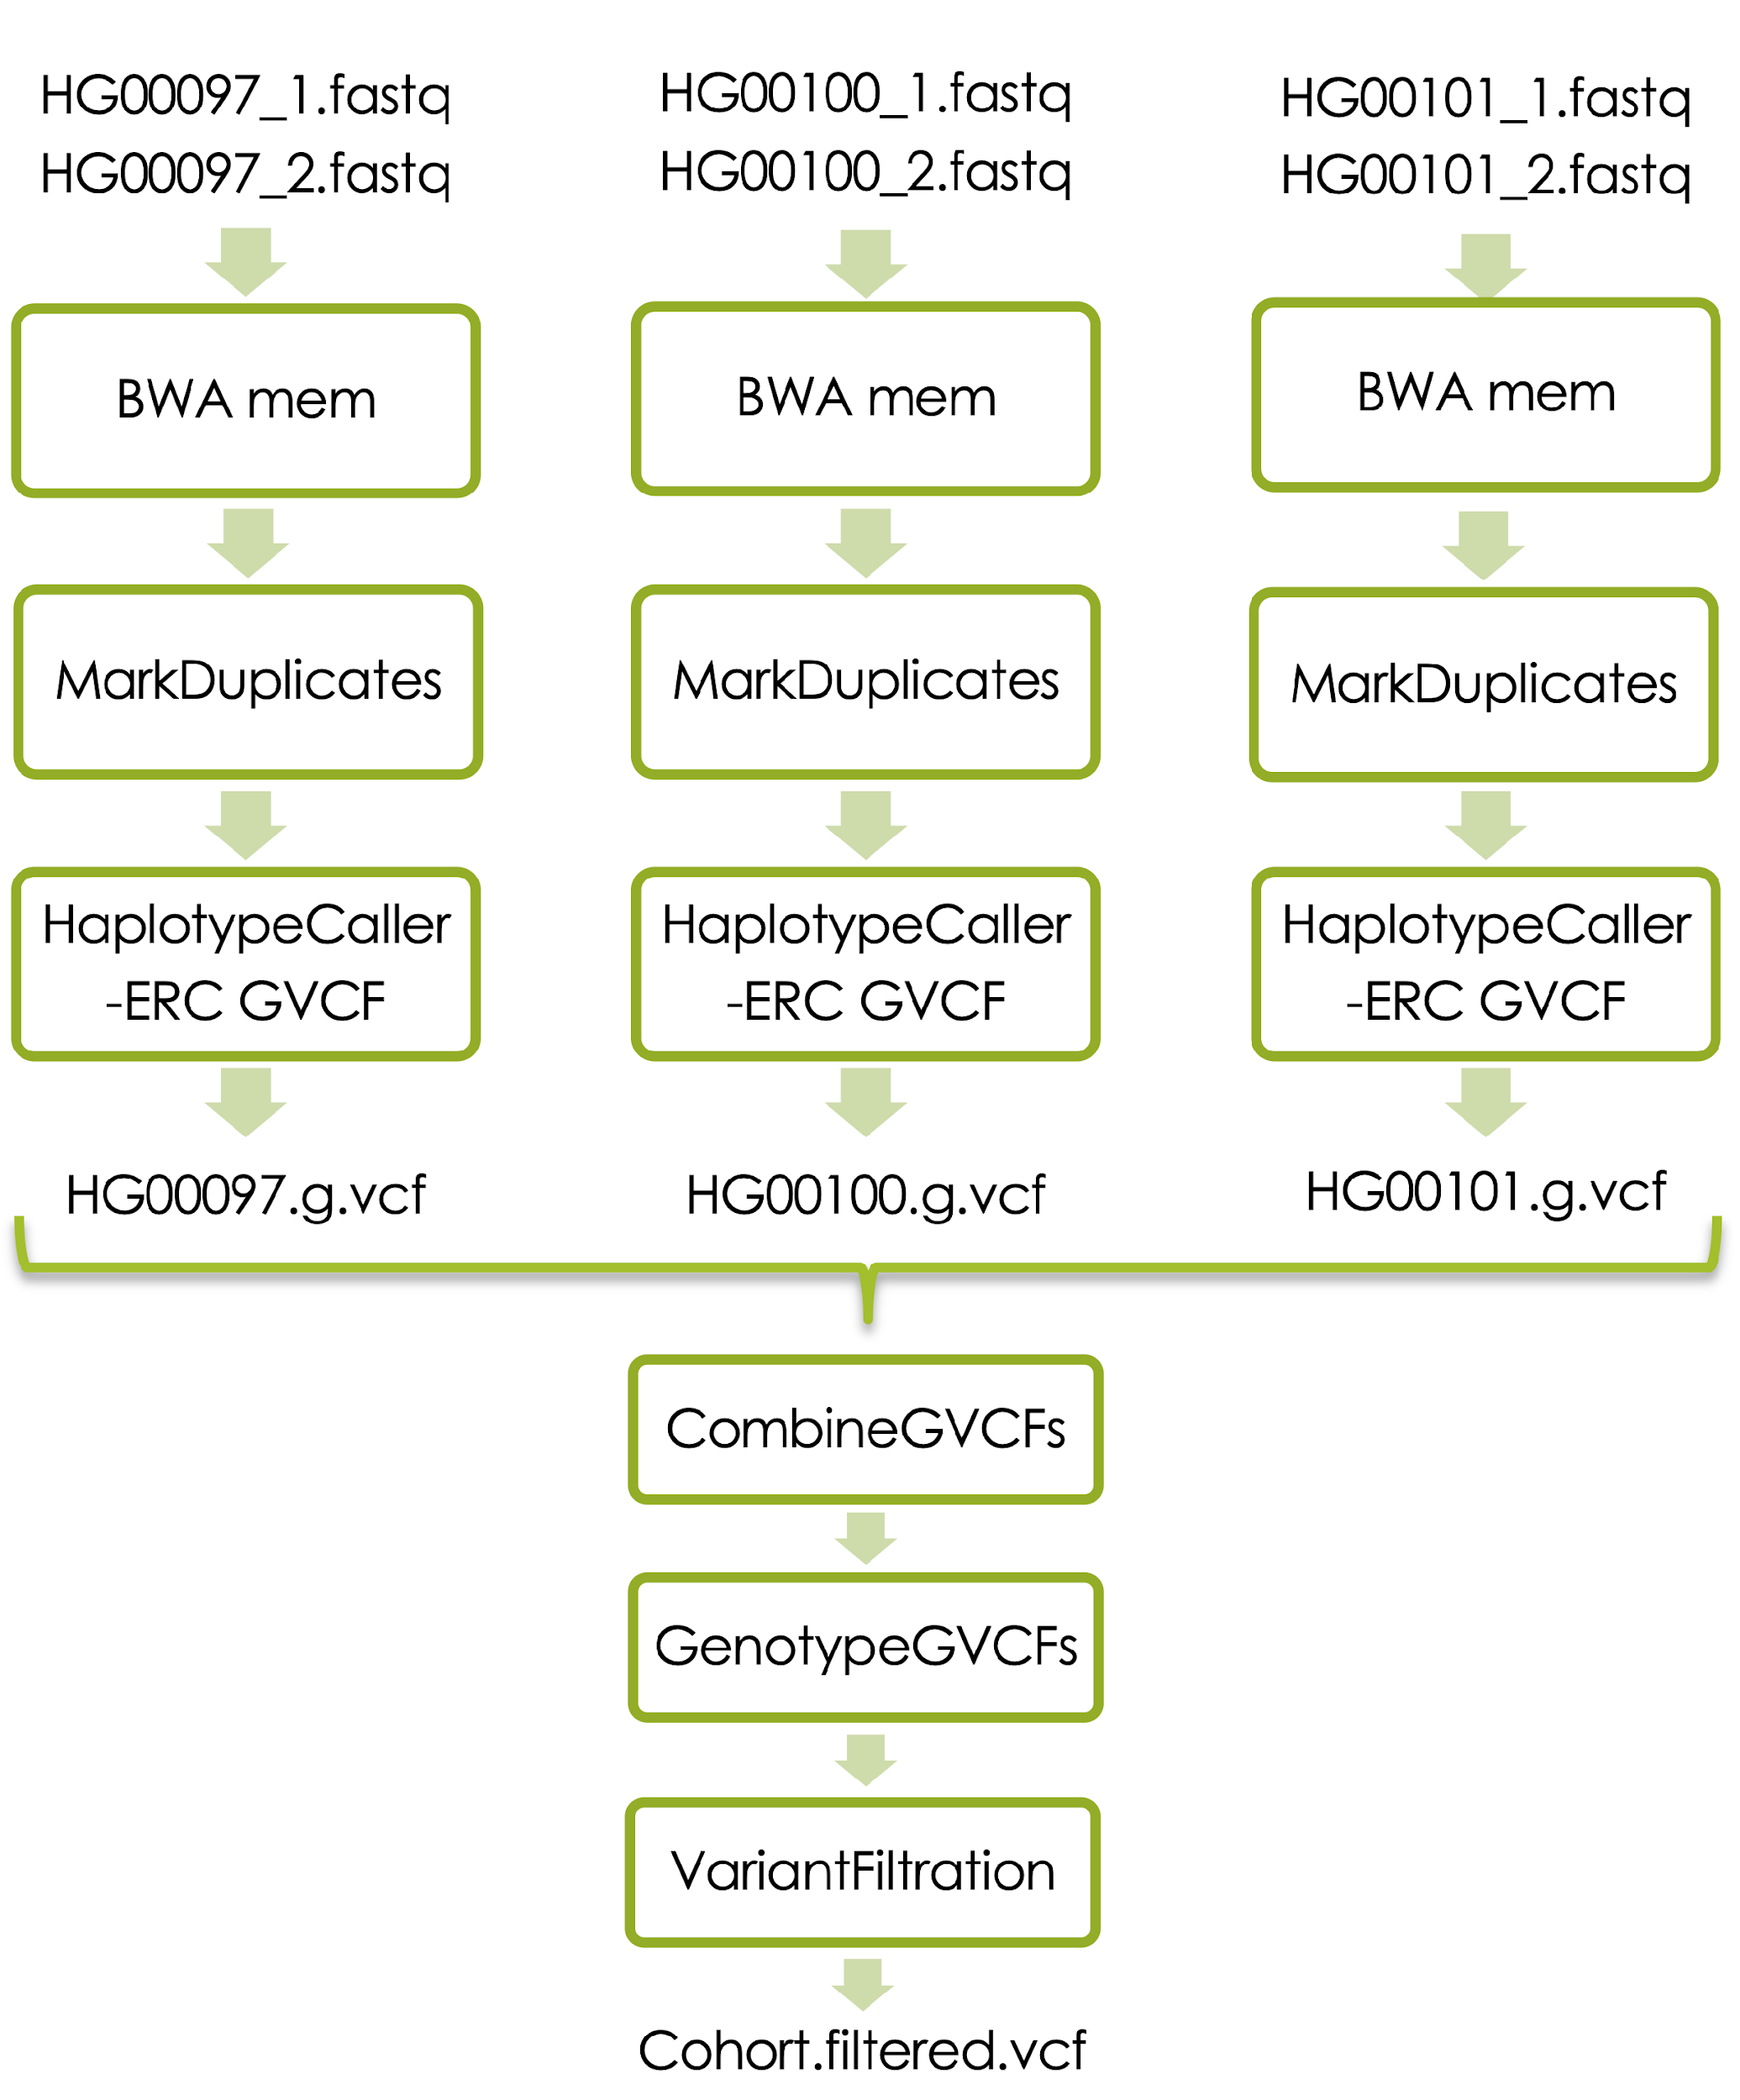 HG00097_1.fastq
HG00097_2.fastq
HG00100_1.fastq
HG00100_2.fastq
HG00101_1.fastq
HG00101_2.fastq
BWA mem
BWA mem
BWA mem
MarkDuplicates
MarkDuplicates
MarkDuplicates
HaplotypeCaller
-ERC GVCF
HaplotypeCaller
-ERC GVCF
HaplotypeCaller
-ERC GVCF
HG00097.g.vcf
HG00100.g.vcf
HG00101.g.vcf
CombineGVCFs
GenotypeGVCFs
VariantFiltration
Cohort.filtered.vcf